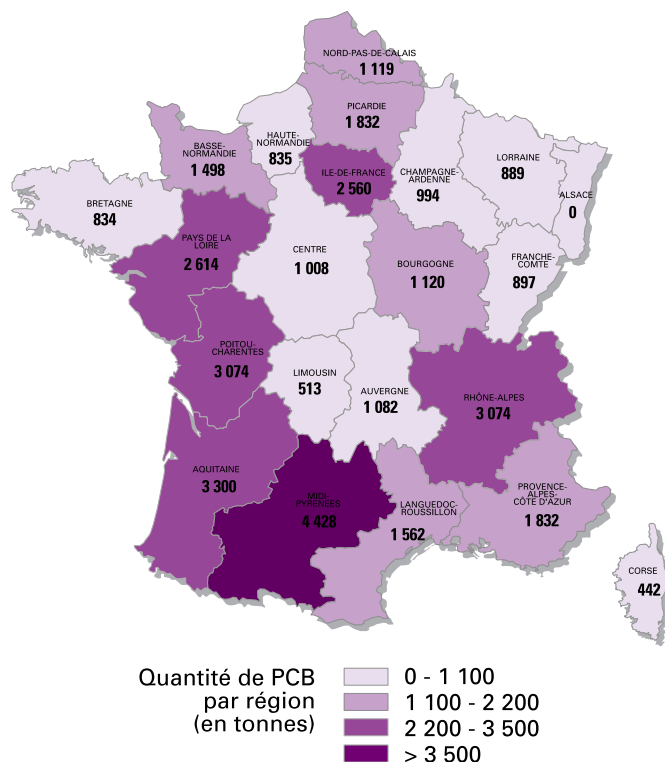 NORD-PAS-DE-CALAIS
1 119
PICARDIE
1 832
HAUTE-
NORMANDIE
835
BASSE-
NORMANDIE
1 498
ILE-DE-FRANCE
2 560
CHAMPAGNE-
ARDENNE
994
LORRAINE
889
ALSACE
0
BRETAGNE
834
PAYS DE LA
LOIRE
2 614
CENTRE
1 008
BOURGOGNE
1 120
FRANCHE-
COMTE
897
POITOU-
CHARENTES
3 074
LIMOUSIN
513
AUVERGNE
1 082
RHÔNE-ALPES
3 074
AQUITAINE
3 300
MIDI-
PYRENEES
4 428
LANGUEDOC-
ROUSSILLON
1 562
PROVENCE-
ALPES-
CÔTE D'AZUR
1 832
CORSE
442
Quantité de PCB
par région
(en tonnes)
0 - 1 100
1 100 - 2 200
2 200 - 3 500
> 3 500